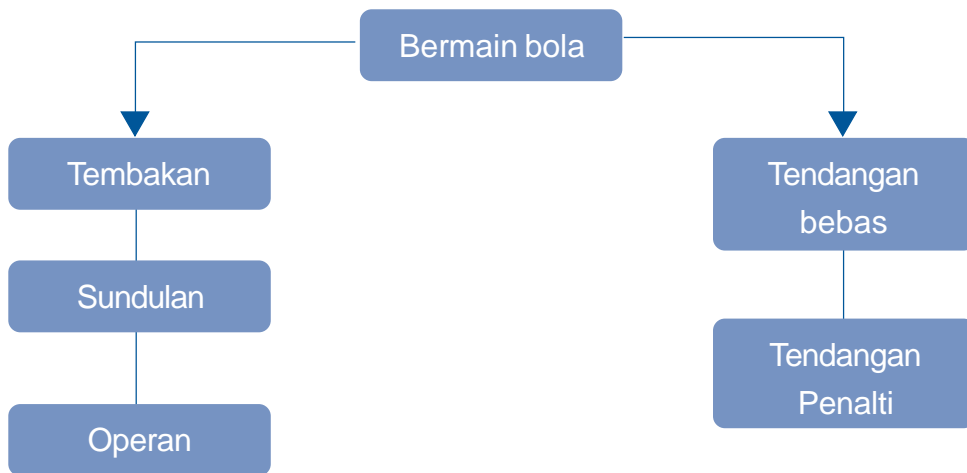 Bermain bola
Tembakan
Sundulan
Operan
Tendangan
bebas
Tendangan
Penalti